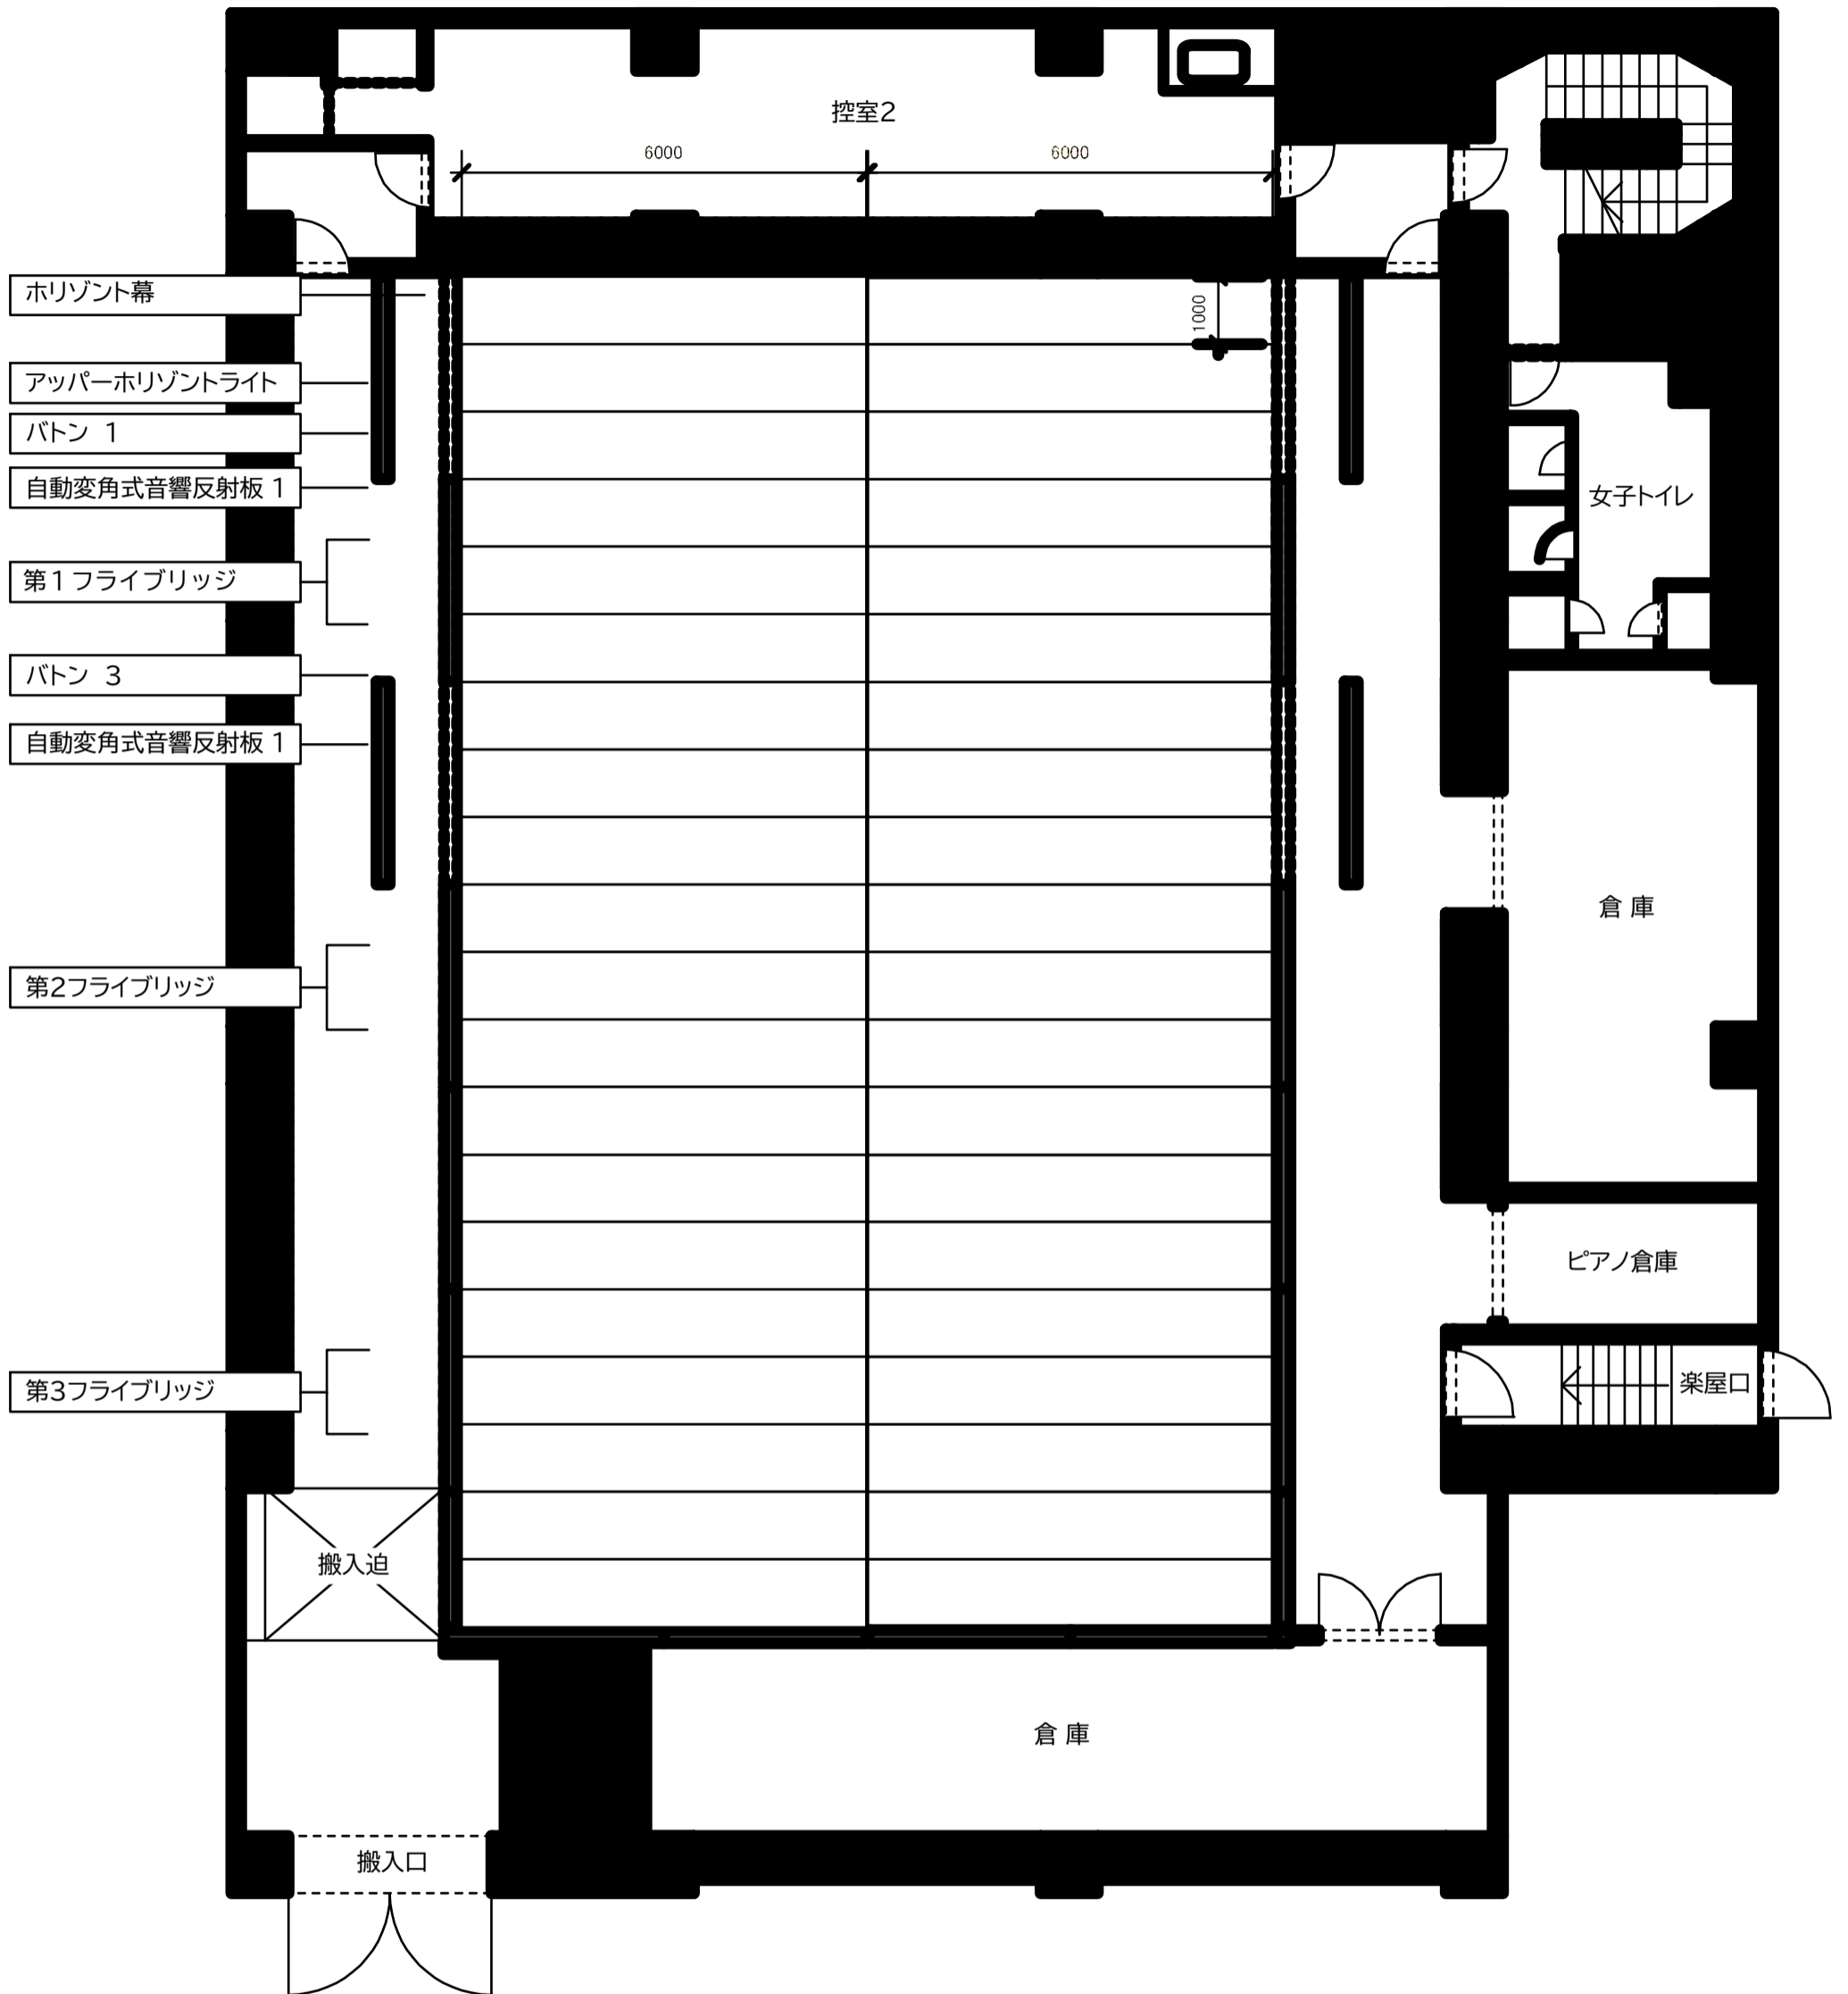 控室2
6000
6000
ホリゾント幕
1000
アッパーホリゾントライト
バトン 1
自動変角式音響反射板 1
女子トイレ
第１フライブリッジ
バトン 3
自動変角式音響反射板 1
倉 庫
第2フライブリッジ
ピアノ倉庫
楽屋口
第3フライブリッジ
搬入迫
倉 庫
搬入口